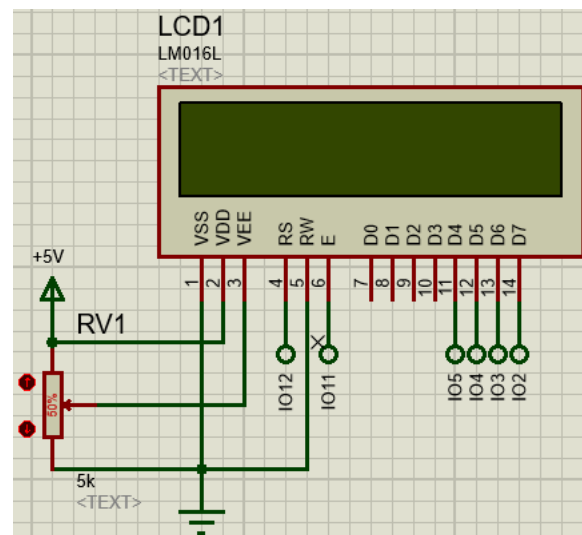 LCD1
LM016L
<TEXT>
VSS VDD VEE RS RW E D0 D1 D2 D3 D4 D5 D6 D7
1 2 3 4 5 6 7 8 9 10 11 12 13 14
+5V
RV1
50%
IO12 IO11 IO5 IO4 IO3 IO2
5k
<TEXT>